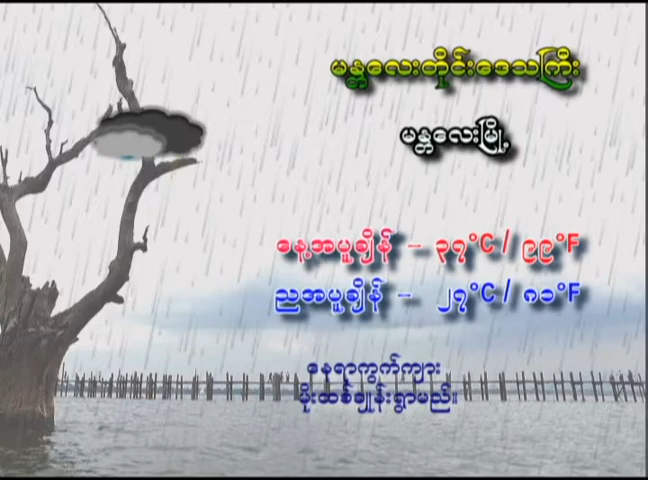 မန္တလေးတိုင်းဒေသကြီး
မန္တလေးမြို့
နေ့အပူချိန် – ၃၇°C / ၉၉°F
ညအပူချိန် – ၂၇°C / ၈၁°F
နေရာကွက်ကျား
မိုးထစ်ချုန်းရွာမည်။